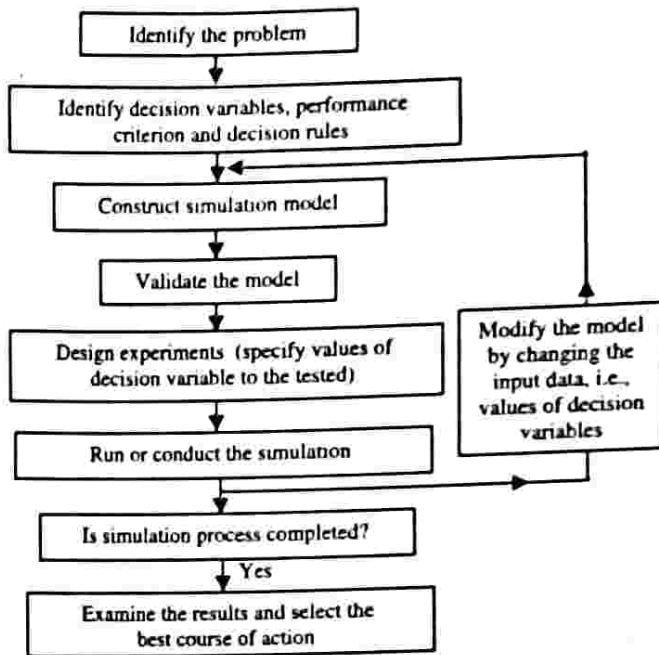 Identify the problem
Identify decision variables, performance
criterion and decision rules
Construct simulation model
Validate the model
Design experiments (specify values of
decision variable to the tested)
Modify the model
by changing the
input data, i.e.,
values of decision
variables
Run or conduct the simulation
Is simulation process completed?
Yes
Examine the results and select the
best course of action